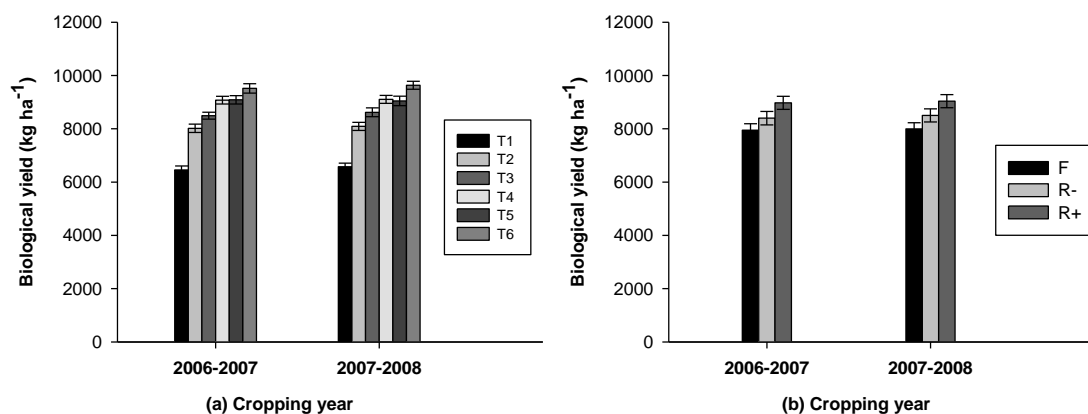 Biological yield (kg ha-1)
12000
10000
8000
6000
4000
2000
0
2006-2007 2007-2008
(a) Cropping year
T1
T2
T3
T4
T5
T6
Biological yield (kg ha-1)
12000
10000
8000
6000
4000
2000
0
2006-2007 2007-2008
(b) Cropping year
F
R-
R+